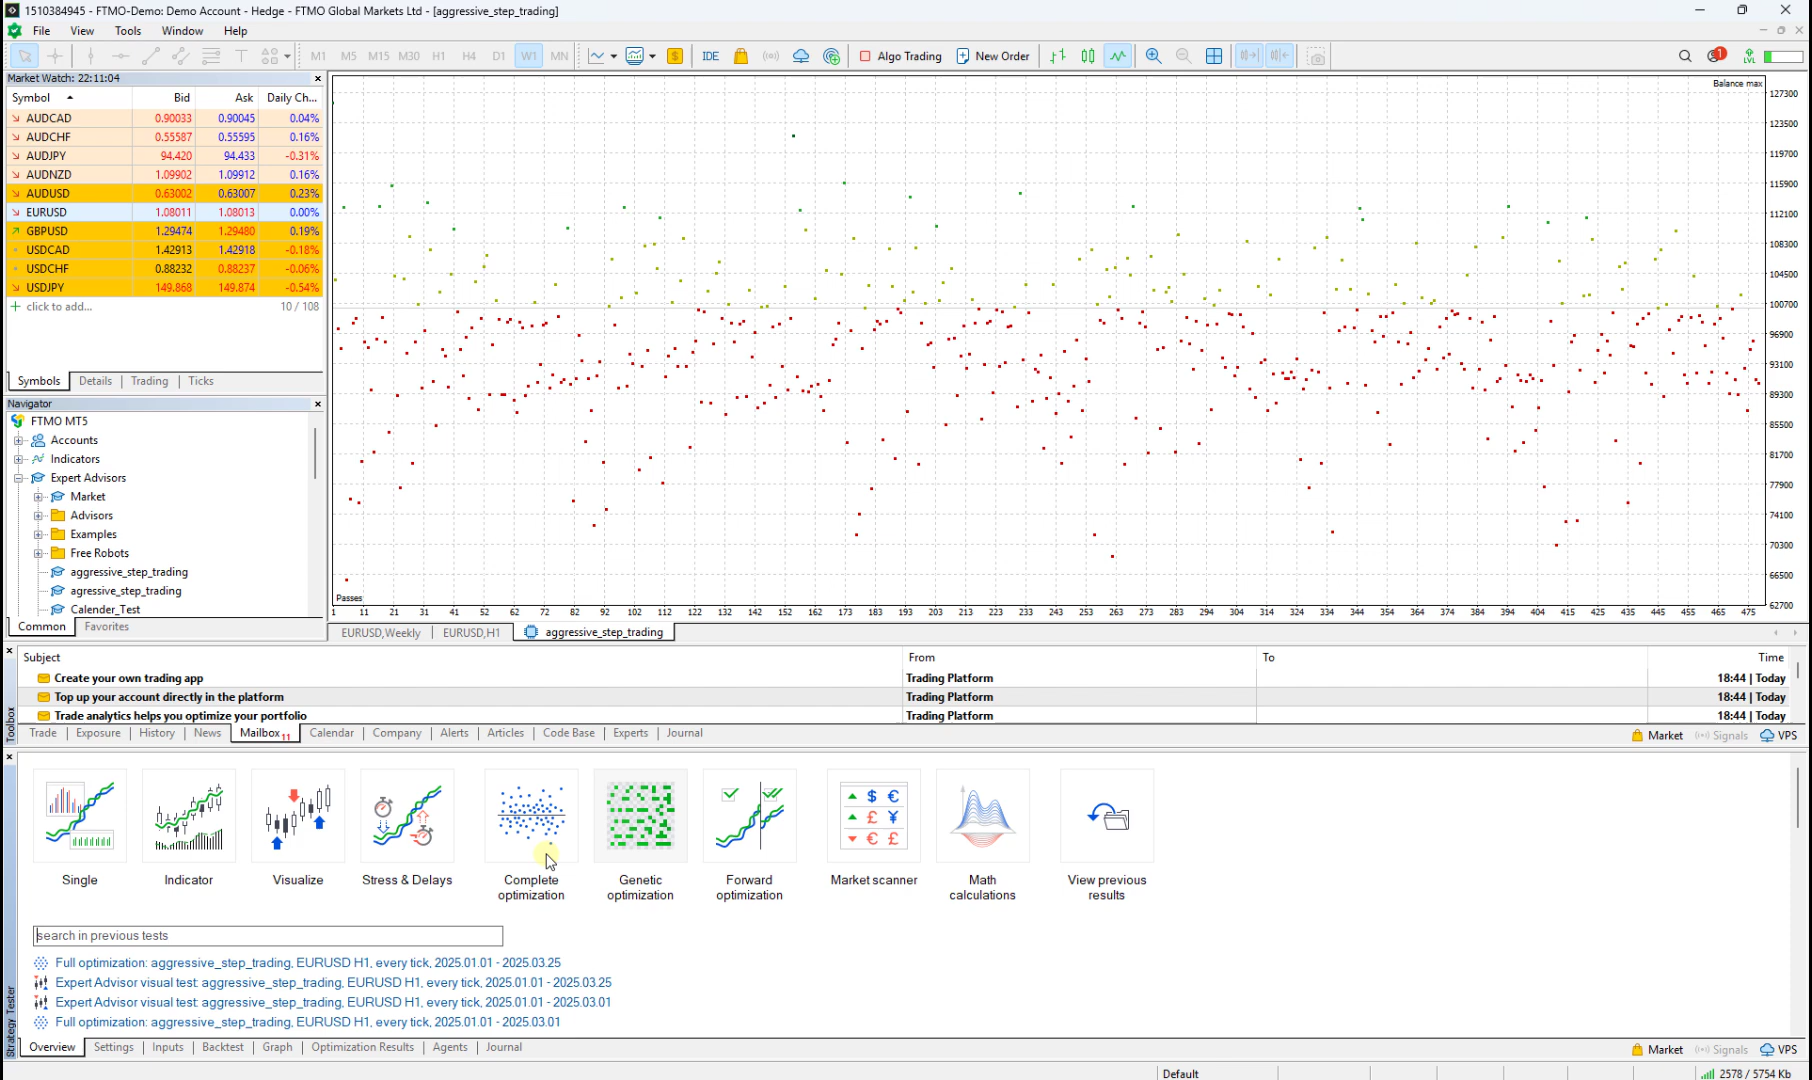 1510384945 - FTMO-Demo: Demo Account - Hedge - FTMO Global Markets Ltd - [aggressive_step_trading]
File View Tools Window Help
M1 M5 M15 M30 H1 H4 D1 W1 MN IDE Algo Trading New Order 1 LVL
Market Watch: 22:11:04
Symbol Bid Ask Daily Ch...
AUDCAD 0.90033 0.90045 0.04%
AUDCHF 0.55587 0.55595 0.16%
AUDJPY 94.420 94.433 -0.31%
AUDNZD 1.09902 1.09912 0.16%
AUDUSD 0.63002 0.63007 0.23%
EURUSD 1.08011 1.08013 0.00%
GBPUSD 1.29474 1.29480 0.19%
USDCAD 1.42913 1.42918 -0.18%
USDCHF 0.88232 0.88237 -0.06%
USDJPY 149.868 149.874 -0.54%
click to add... 10 / 108
Symbols Details Trading Ticks
Navigator
FTMO MT5
Accounts
Indicators
Expert Advisors
Market
Advisors
Examples
Free Robots
aggressive_step_trading
agressive_step_trading
Calender_Test
Common Favorites
Balance max
127300
123500
119700
115900
112100
108300
104500
100700
96900
93100
89300
85500
81700
77900
74100
70300
66500
62700
Passes
1 11 21 31 41 52 62 72 82 92 102 112 122 132 142 152 162 173 183 193 203 213 223 233 243 253 263 273 283 294 304 314 324 334 344 354 364 374 384 394 404 415 425 435 445 455 465 475
EURUSD,Weekly EURUSD,H1 aggressive_step_trading
Toolbox
Subject From To Time
Create your own trading app Trading Platform 18:44 | Today
Top up your account directly in the platform Trading Platform 18:44 | Today
Trade analytics helps you optimize your portfolio Trading Platform 18:44 | Today
Trade Exposure History News Mailbox 11 Calendar Company Alerts Articles Code Base Experts Journal Market Signals VPS
Single
Indicator
Visualize
Stress & Delays
Complete optimization
Genetic optimization
Forward optimization
Market scanner
Math calculations
View previous results
search in previous tests
Full optimization: aggressive_step_trading, EURUSD H1, every tick, 2025.01.01 - 2025.03.25
Expert Advisor visual test: aggressive_step_trading, EURUSD H1, every tick, 2025.01.01 - 2025.03.25
Expert Advisor visual test: aggressive_step_trading, EURUSD H1, every tick, 2025.01.01 - 2025.03.01
Full optimization: aggressive_step_trading, EURUSD H1, every tick, 2025.01.01 - 2025.03.01
Strategy Tester
Overview Settings Inputs Backtest Graph Optimization Results Agents Journal Market Signals VPS
Default 2578 / 5754 Kb